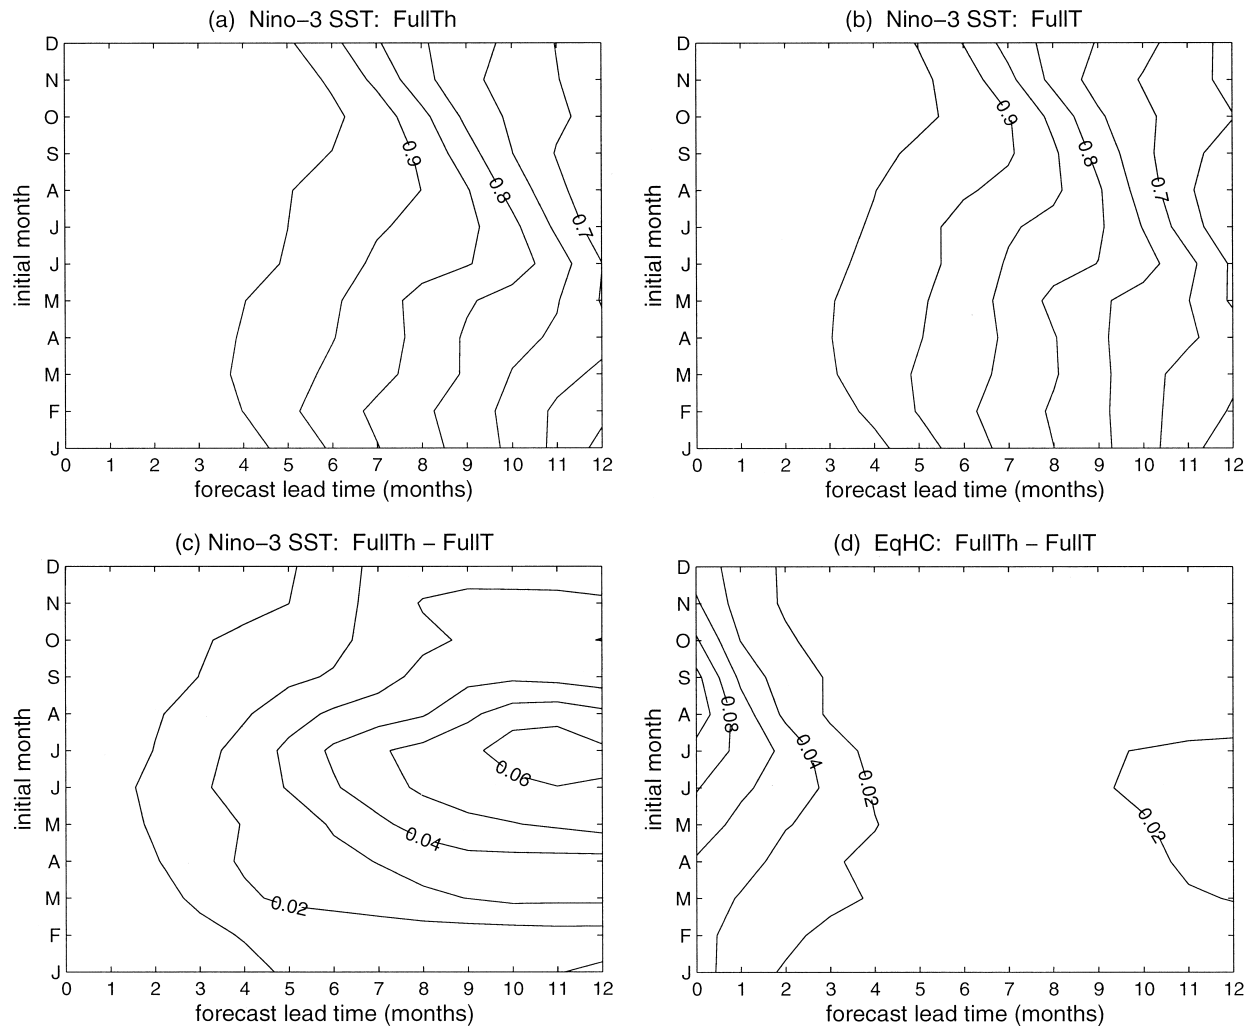 (a) Nino−3 SST: FullTh
D
N
O
S
A
J
J
M
A
M
F
J
initial month
0.9
0.8
0.7
0 1 2 3 4 5 6 7 8 9 10 11 12
forecast lead time (months)
(b) Nino−3 SST: FullT
D
N
O
S
A
J
J
M
A
M
F
J
initial month
0.9
0.8
0.7
0 1 2 3 4 5 6 7 8 9 10 11 12
forecast lead time (months)
(c) Nino−3 SST: FullTh − FullT
D
N
O
S
A
J
J
M
A
M
F
J
initial month
0.06
0.04
0.02
0 1 2 3 4 5 6 7 8 9 10 11 12
forecast lead time (months)
(d) EqHC: FullTh − FullT
D
N
O
S
A
J
J
M
A
M
F
J
initial month
0.08
0.04
0.02
0.02
0 1 2 3 4 5 6 7 8 9 10 11 12
forecast lead time (months)